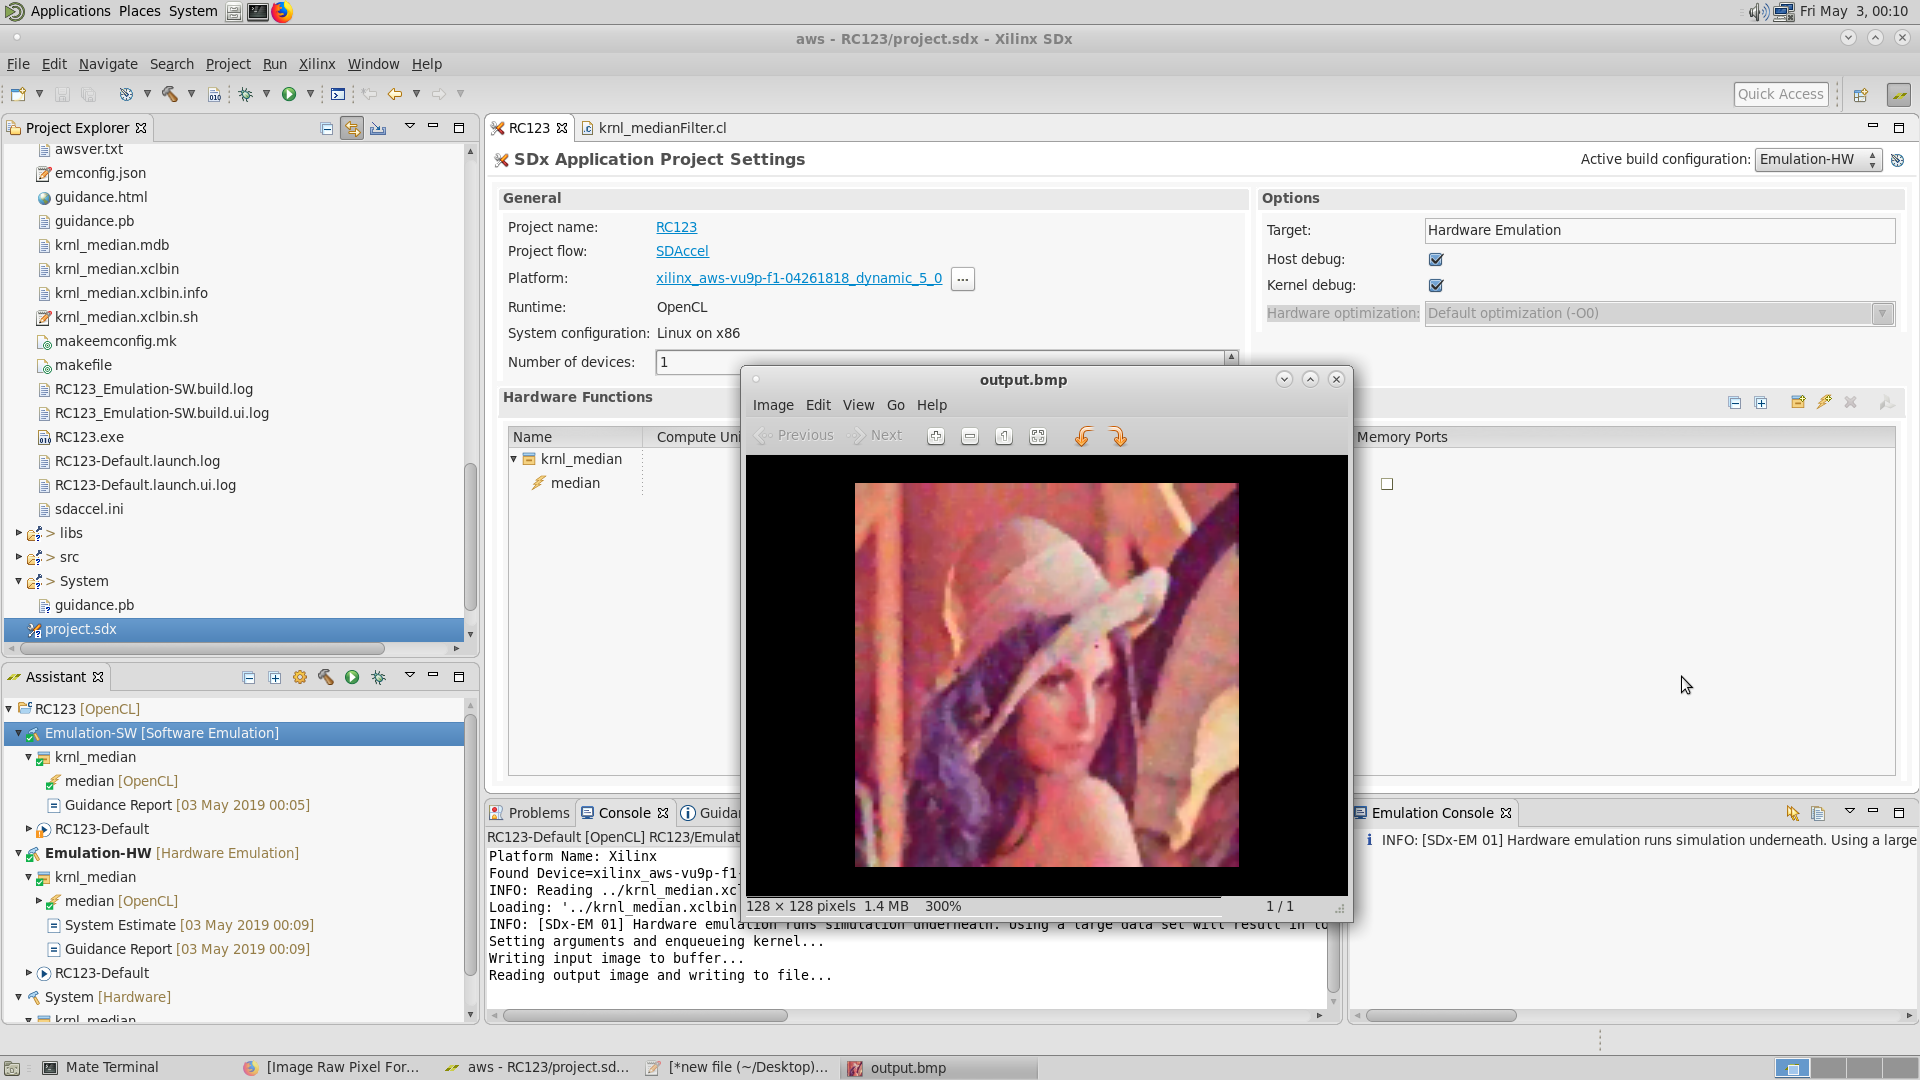 Applications Places System
Fri May 3, 00:10
aws - RC123/project.sdx - Xilinx SDx
File Edit Navigate Search Project Run Xilinx Window Help
Quick Access
Project Explorer
awsver.txt
emconfig.json
guidance.html
guidance.pb
krnl_median.mdb
krnl_median.xclbin
krnl_median.xclbin.info
krnl_median.xclbin.sh
makeemconfig.mk
makefile
RC123_Emulation-SW.build.log
RC123_Emulation-SW.build.ui.log
RC123.exe
RC123-Default.launch.log
RC123-Default.launch.ui.log
sdaccel.ini
> libs
> src
> System
guidance.pb
project.sdx
Assistant
RC123 [OpenCL]
Emulation-SW [Software Emulation]
krnl_median
median [OpenCL]
Guidance Report [03 May 2019 00:05]
RC123-Default
Emulation-HW [Hardware Emulation]
krnl_median
median [OpenCL]
System Estimate [03 May 2019 00:09]
Guidance Report [03 May 2019 00:09]
RC123-Default
System [Hardware]
krnl_median
RC123
krnl_medianFilter.cl
SDx Application Project Settings
Active build configuration: Emulation-HW
General
Project name: RC123
Project flow: SDAccel
Platform: xilinx_aws-vu9p-f1-04261818_dynamic_5_0 ...
Runtime: OpenCL
System configuration: Linux on x86
Number of devices: 1
Options
Target: Hardware Emulation
Host debug:
Kernel debug:
Hardware optimization: Default optimization (-O0)
Hardware Functions
Name Compute Uni
Memory Ports
krnl_median
median
output.bmp
Image Edit View Go Help
Previous Next
128 × 128 pixels 1.4 MB 300%
1 / 1
Problems Console Guida
RC123-Default [OpenCL] RC123/Emulat
Platform Name: Xilinx
Found Device=xilinx_aws-vu9p-f1-
INFO: Reading ../krnl_median.xcl
Loading: '../krnl_median.xclbin
INFO: [SDx-EM 01] Hardware emulation runs simulation underneath. Using a large data set will result in lo
Setting arguments and enqueueing kernel...
Writing input image to buffer...
Reading output image and writing to file...
Emulation Console
INFO: [SDx-EM 01] Hardware emulation runs simulation underneath. Using a large
Mate Terminal
[Image Raw Pixel For...
aws - RC123/project.sd...
[*new file (~/Desktop)...
output.bmp